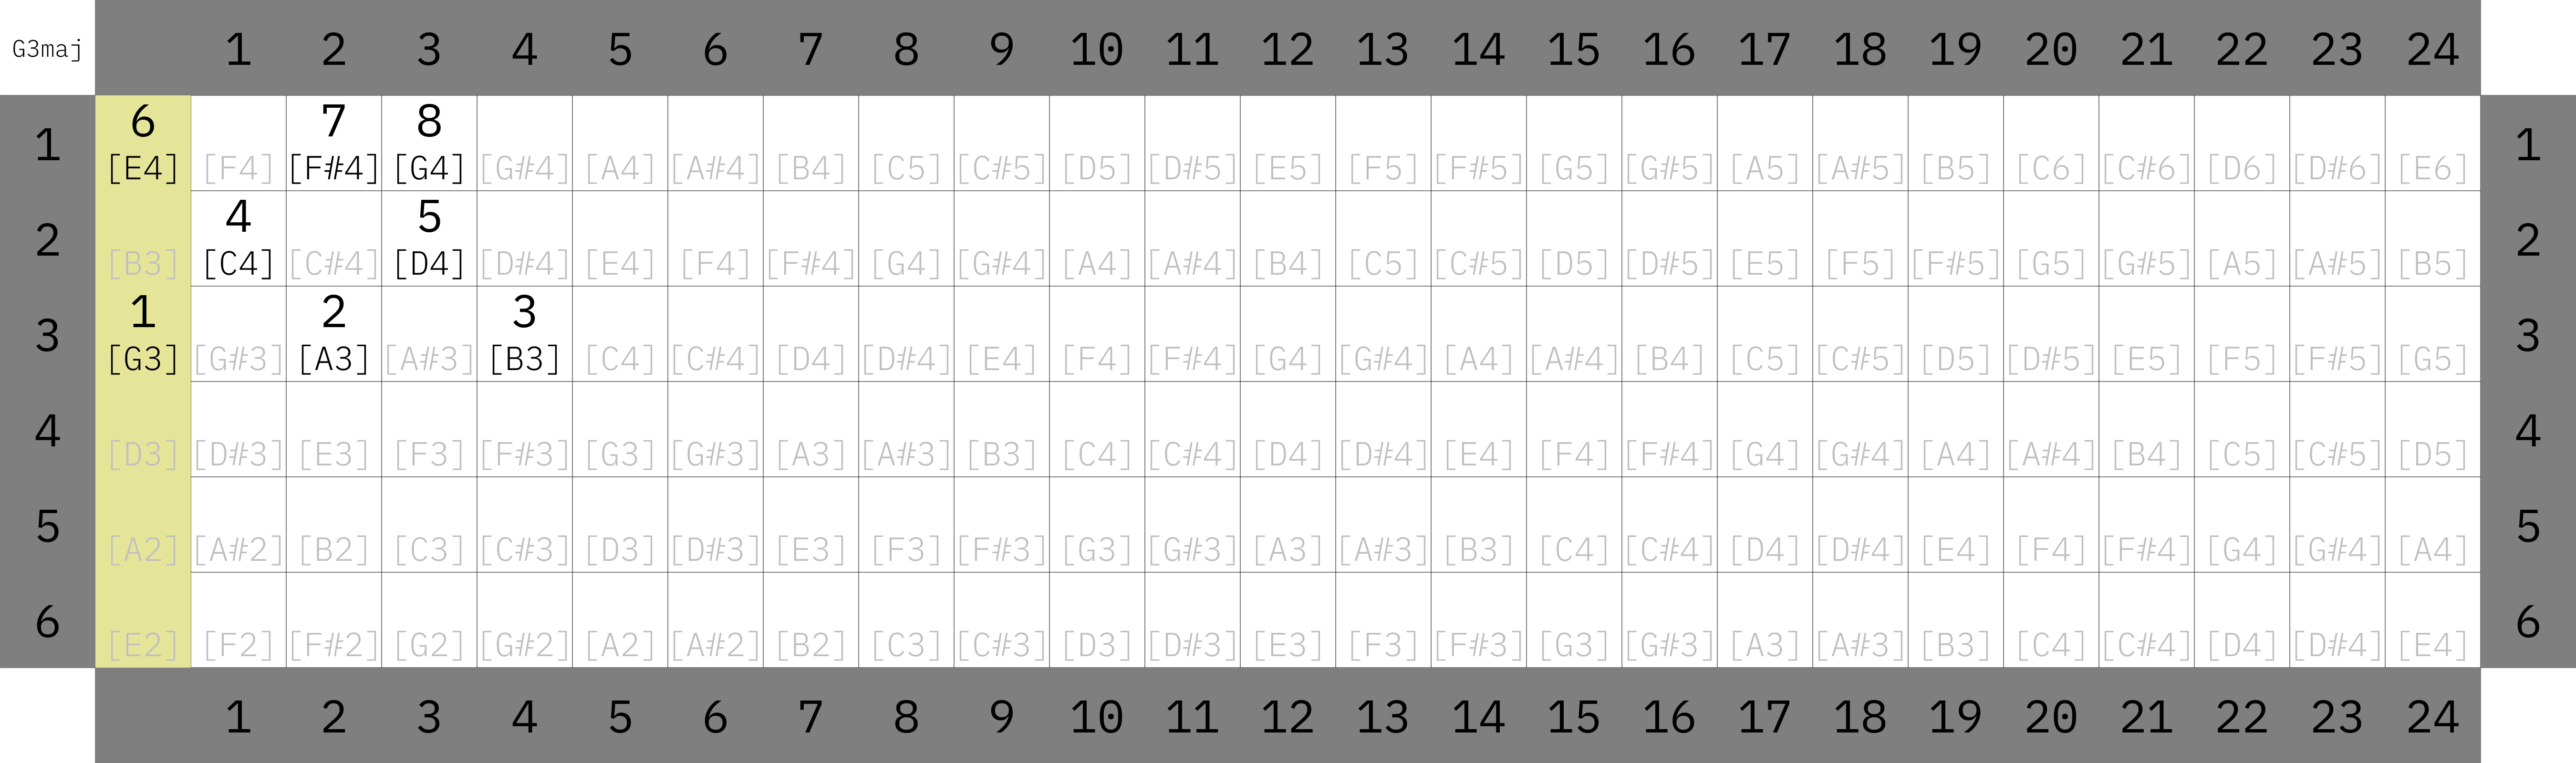 G3maj 1 2 3 4 5 6 7 8 9 10 11 12 13 14 15 16 17 18 19 20 21 22 23 24
6 7 8
1 [E4] [F4] [F#4] [G4] [G#4] [A4] [A#4] [B4] [C5] [C#5] [D5] [D#5] [E5] [F5] [F#5] [G5] [G#5] [A5] [A#5] [B5] [C6] [C#6] [D6] [D#6] [E6] 1
4 5
2 [B3] [C4] [C#4] [D4] [D#4] [E4] [F4] [F#4] [G4] [G#4] [A4] [A#4] [B4] [C5] [C#5] [D5] [D#5] [E5] [F5] [F#5] [G5] [G#5] [A5] [A#5] [B5] 2
1 2 3
3 [G3] [G#3] [A3] [A#3] [B3] [C4] [C#4] [D4] [D#4] [E4] [F4] [F#4] [G4] [G#4] [A4] [A#4] [B4] [C5] [C#5] [D5] [D#5] [E5] [F5] [F#5] [G5] 3
4 [D3] [D#3] [E3] [F3] [F#3] [G3] [G#3] [A3] [A#3] [B3] [C4] [C#4] [D4] [D#4] [E4] [F4] [F#4] [G4] [G#4] [A4] [A#4] [B4] [C5] [C#5] [D5] 4
5 [A2] [A#2] [B2] [C3] [C#3] [D3] [D#3] [E3] [F3] [F#3] [G3] [G#3] [A3] [A#3] [B3] [C4] [C#4] [D4] [D#4] [E4] [F4] [F#4] [G4] [G#4] [A4] 5
6 [E2] [F2] [F#2] [G2] [G#2] [A2] [A#2] [B2] [C3] [C#3] [D3] [D#3] [E3] [F3] [F#3] [G3] [G#3] [A3] [A#3] [B3] [C4] [C#4] [D4] [D#4] [E4] 6
1 2 3 4 5 6 7 8 9 10 11 12 13 14 15 16 17 18 19 20 21 22 23 24